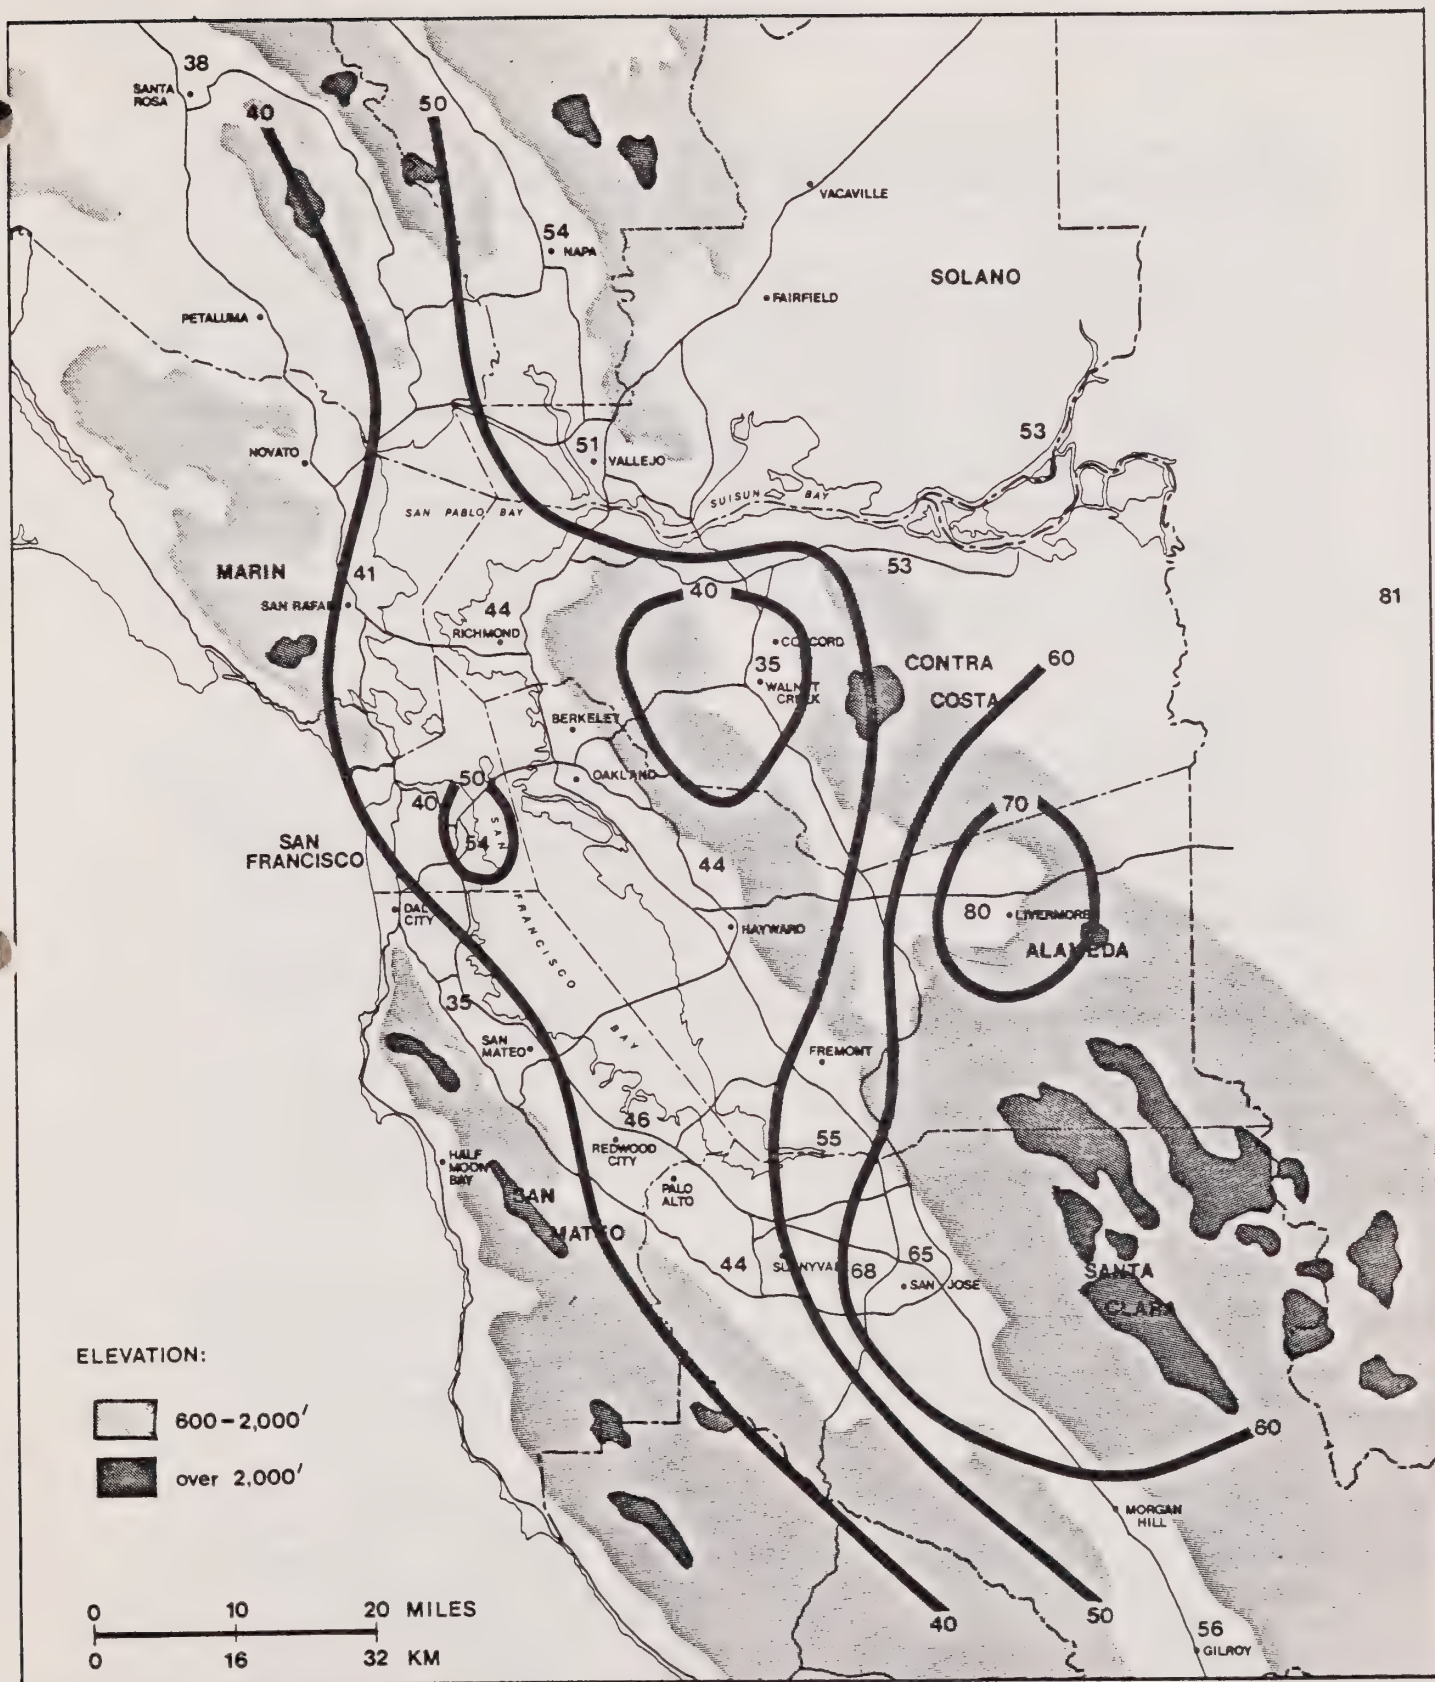 38
SANTA
ROSA
40
50
VACAVILLE
54
NAPA
SOLANO
FAIRFIELD
PETALUMA
53
51
NOVATO
VALLEJO
SUISUN BAY
SAN PABLO BAY
53
MARIN
41
40
81
SAN RAFAEL
44
RICHMOND
CONCORD
35
WALNUT
CREEK
CONTRA
COSTA
60
BERKELEY
50
OAKLAND
40
70
SAN
FRANCISCO
54
44
SAN
FRANCISCO
BAY
DALY
CITY
80
LIVERMORE
HAYWARD
ALAMEDA
35
SAN
MATEO
FREMONT
46
REDWOOD
CITY
55
HALF
MOON
BAY
PALO
ALTO
SAN
MATEO
44
SUNNYVALE
68
65
SAN JOSE
SANTA
CLARA
ELEVATION:
600-2,000'
60
over 2,000'
MORGAN
HILL
0 10 20 MILES
0 16 32 KM
40
50
56
GILROY